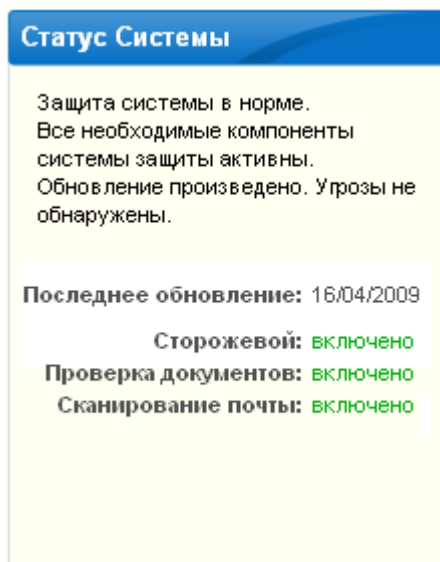 Статус Системы
Защита системы в норме.
Все необходимые компоненты
системы защиты активны.
Обновление произведено. Угрозы не
обнаружены.
Последнее обновление: 16/04/2009
Сторожевой: включено
Проверка документов: включено
Сканирование почты: включено